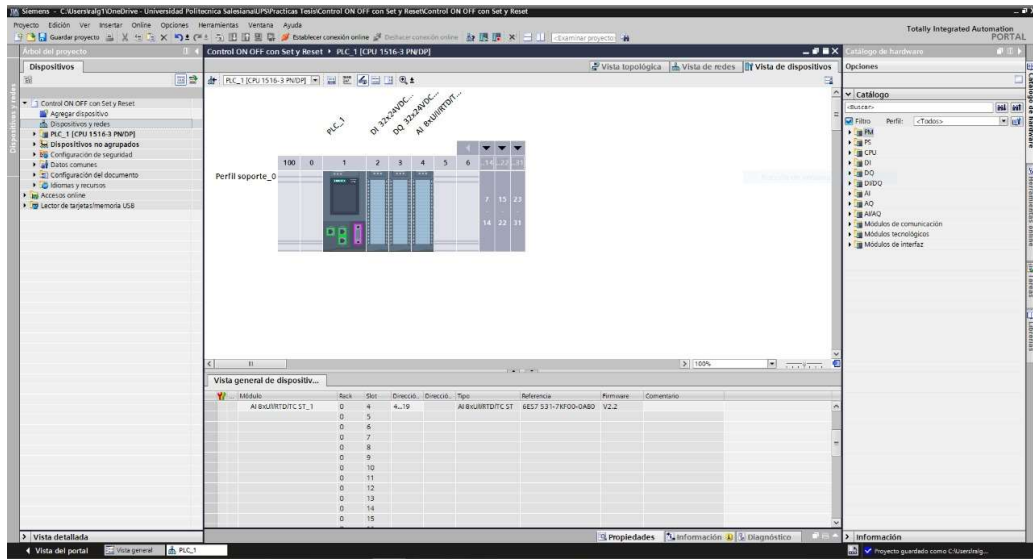 Siemens - C:\Users\ralg1\OneDrive - Universidad Politecnica Salesiana\UPS\Practicas Tesis\Control ON OFF con Set y Reset\Control ON OFF con Set y Reset
Proyecto Edición Ver Insertar Online Opciones Herramientas Ventana Ayuda
Totally Integrated Automation
PORTAL
Guardar proyecto
Establecer conexión online
Deshacer conexión online
<Examinar proyecto>
Árbol del proyecto
Dispositivos
Dispositivos y redes
Control ON OFF con Set y Reset
Agregar dispositivo
Dispositivos y redes
PLC_1 [CPU 1516-3 PN/DP]
Dispositivos no agrupados
Configuración de seguridad
Datos comunes
Configuración del documento
Idiomas y recursos
Accesos online
Lector de tarjetas/memoria USB
Vista detallada
Control ON OFF con Set y Reset PLC_1 [CPU 1516-3 PN/DP]
Vista topológica Vista de redes Vista de dispositivos
PLC_1 [CPU 1516-3 PN/DP]
PLC_1
DI 32x24VDC...
DQ 32x24VDC...
AI 8xU/I/RTD/T...
100 0 1 2 3 4 5 6
Perfil soporte_0
7 15 23
14 22 31
100%
Vista general de dispositiv...
Módulo Rack Slot Direcció.. Direcció.. Tipo Referencia Firmware Comentario
AI 8xU/I/RTD/TC ST_1 0 4 4...19 AI 8xU/I/RTD/TC ST 6ES7 531-7KF00-0AB0 V2.2
0 5
0 6
0 7
0 8
0 9
0 10
0 11
0 12
0 13
0 14
0 15
Propiedades Información Diagnóstico
Catálogo de hardware
Opciones
Catálogo
<Buscar>
Filtro Perfil: <Todos>
PM
PS
CPU
DI
DQ
DI/DQ
AI
AQ
AI/AQ
Módulos de comunicación
Módulos tecnológicos
Módulos de interfaz
Información
Catálogo de hardware
Herramientas online
Tareas
Librerías
Vista del portal Vista general PLC_1
Proyecto guardado como C:\Users\ralg...